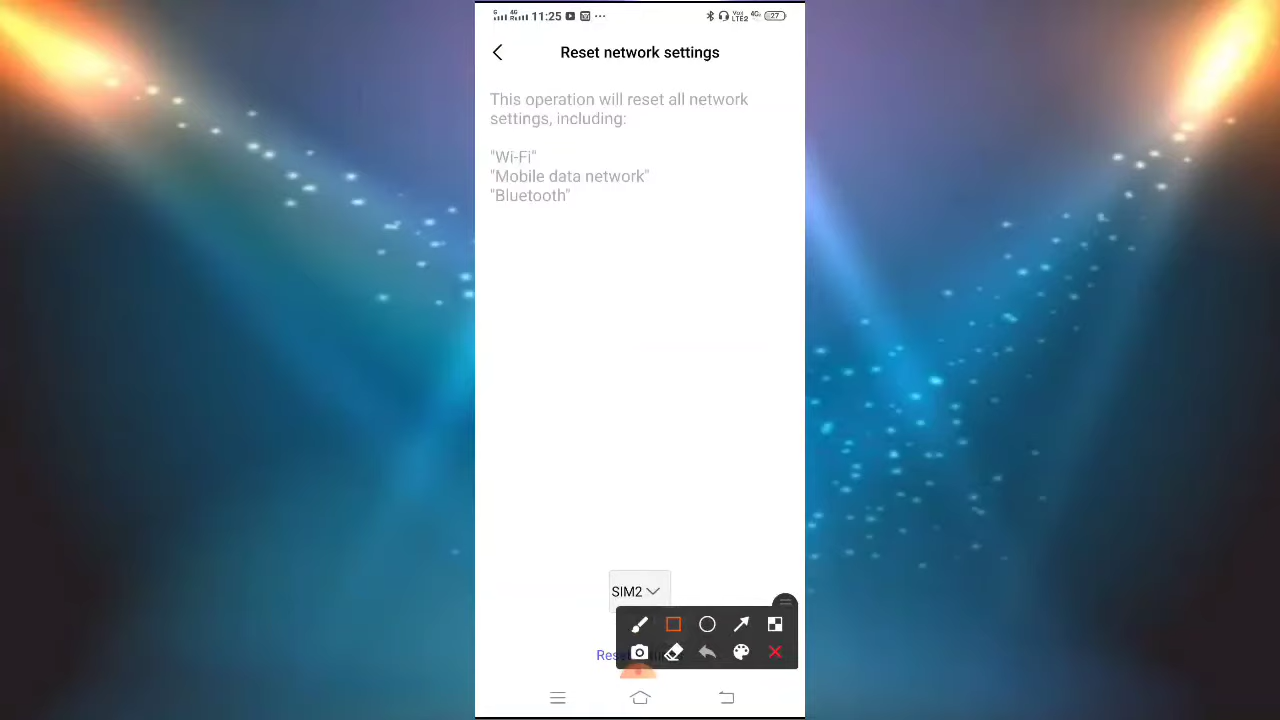 11:25
27
Reset network settings
This operation will reset all network
settings, including:
"Wi-Fi"
"Mobile data network"
"Bluetooth"
SIM2